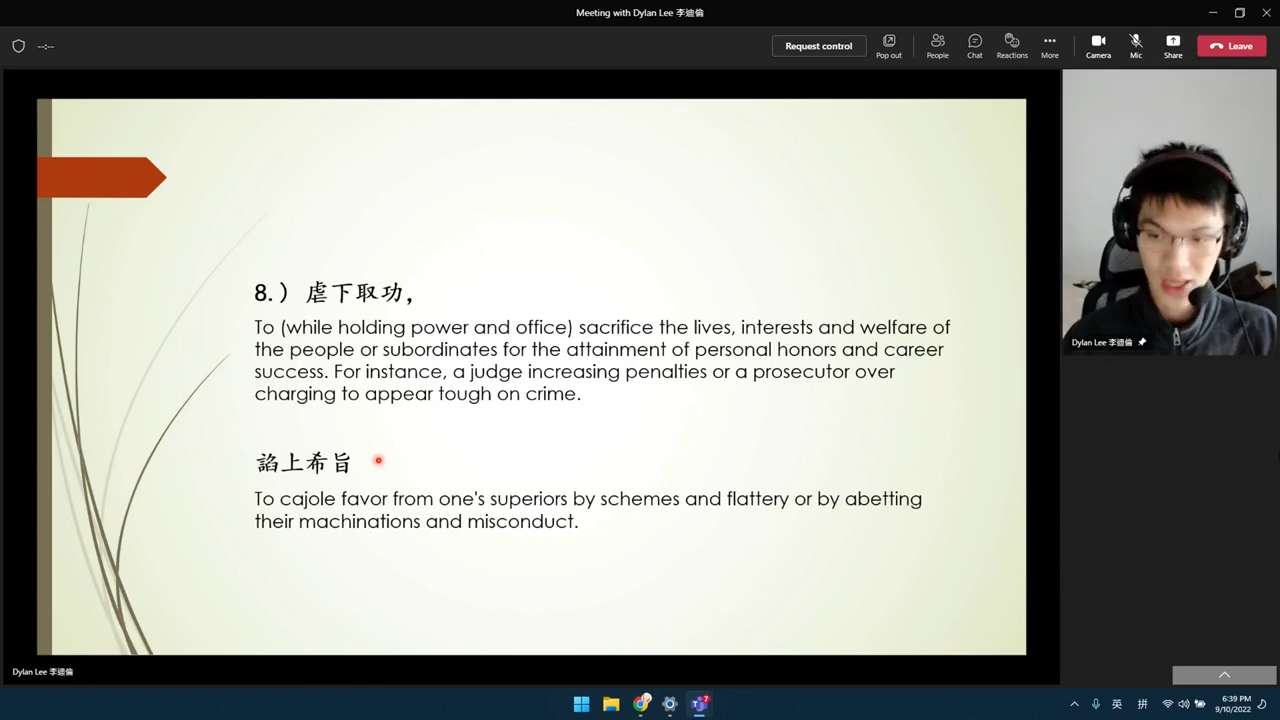 Meeting with Dylan Lee 李迪倫
--:--
Request control
Pop out
People
Chat
Reactions
More
Camera
Mic
Share
Leave
8.） 虐下取功，
To (while holding power and office) sacrifice the lives, interests and welfare of
the people or subordinates for the attainment of personal honors and career
success. For instance, a judge increasing penalties or a prosecutor over
charging to appear tough on crime.
諂上希旨
To cajole favor from one's superiors by schemes and flattery or by abetting
their machinations and misconduct.
Dylan Lee 李迪倫
Dylan Lee 李迪倫
7
英
拼
6:39 PM
9/10/2022